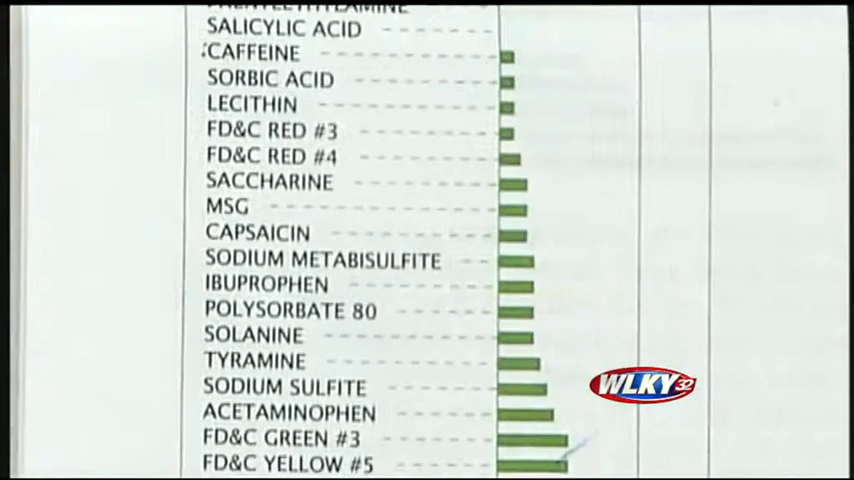 PHENYLETHYLAMINE
SALICYLIC ACID
CAFFEINE
SORBIC ACID
LECITHIN
FD&C RED #3
FD&C RED #4
SACCHARINE
MSG
CAPSAICIN
SODIUM METABISULFITE
IBUPROPHEN
POLYSORBATE 80
SOLANINE
TYRAMINE
SODIUM SULFITE
WLKY 32
ACETAMINOPHEN
FD&C GREEN #3
FD&C YELLOW #5